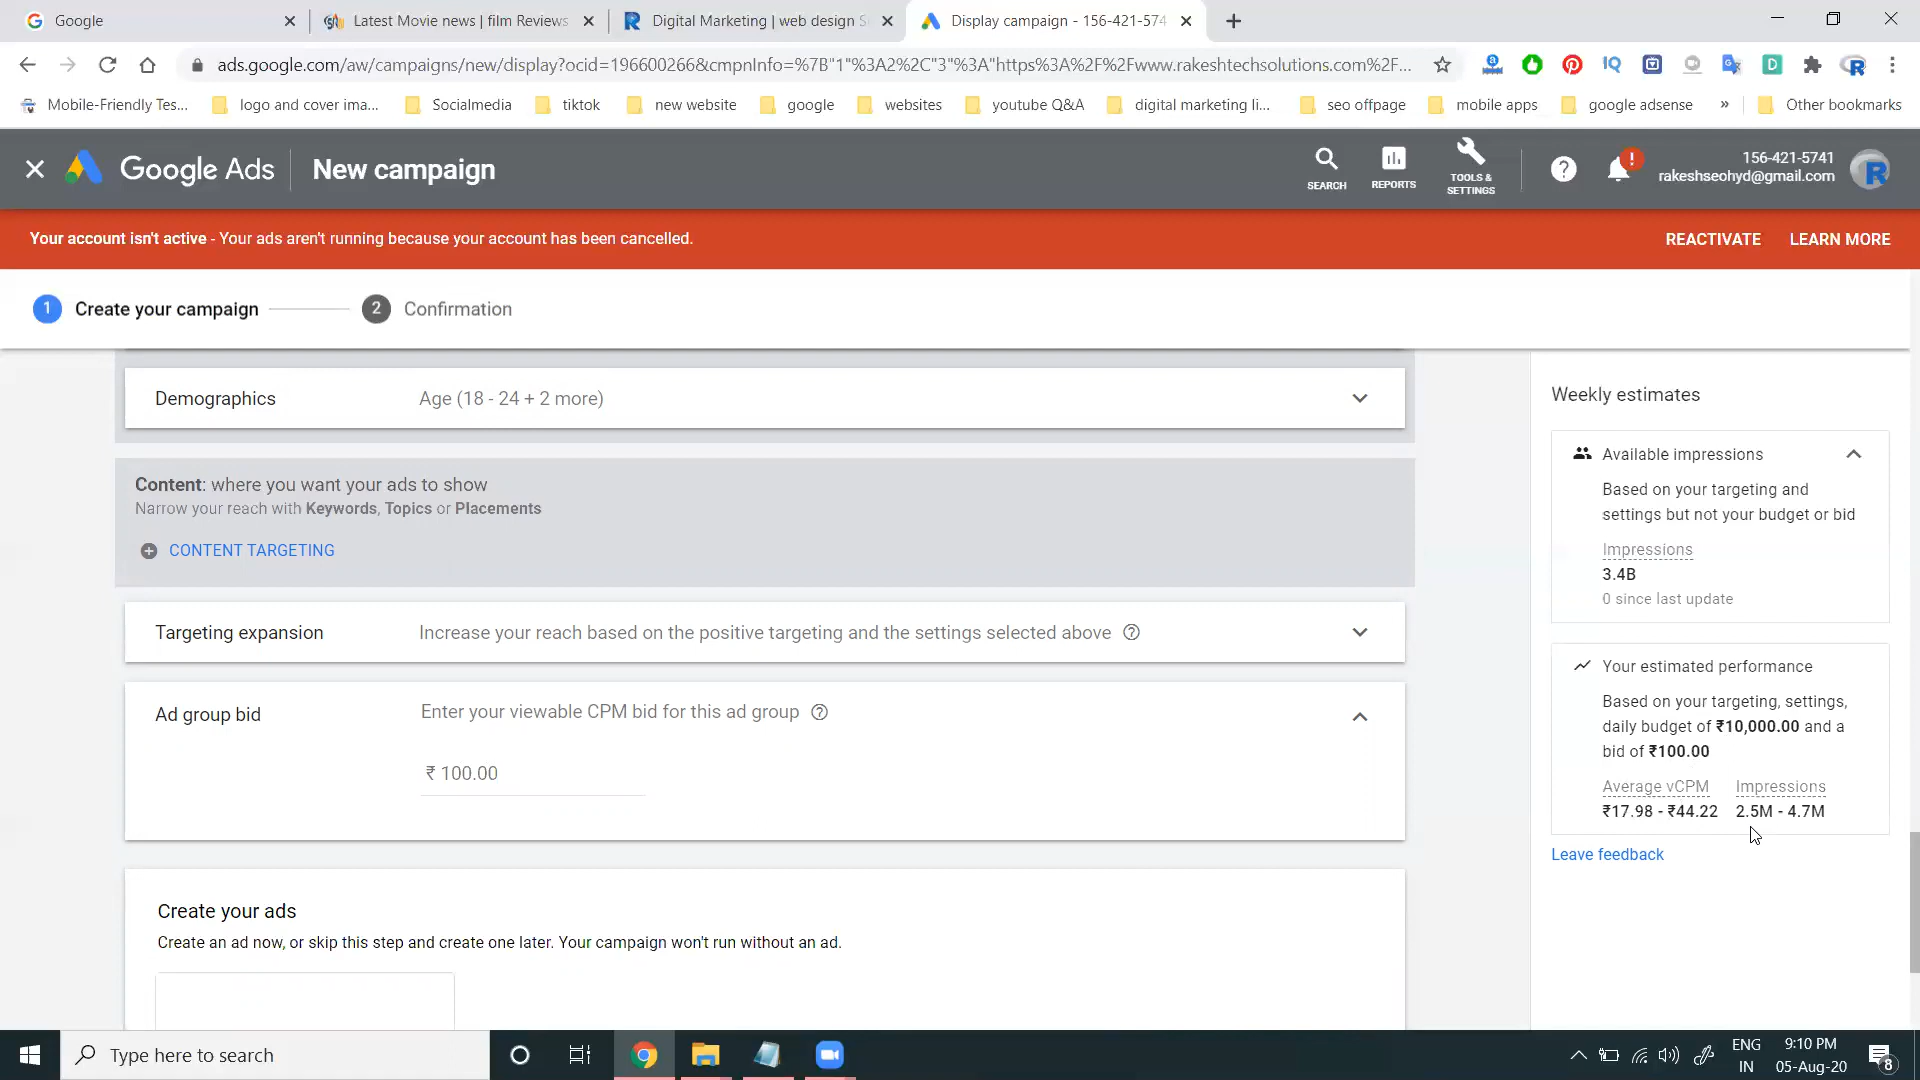 Google
Latest Movie news | film Reviews
Digital Marketing | web design S
Display campaign - 156-421-574
ads.google.com/aw/campaigns/new/display?ocid=196600266&cmpnInfo=%7B"1"%3A2%2C"3"%3A"https%3A%2F%2Fwww.rakeshtechsolutions.com%2F...
Mobile-Friendly Tes...
logo and cover ima...
Socialmedia
tiktok
new website
google
websites
youtube Q&A
digital marketing li...
seo offpage
mobile apps
google adsense
»
Other bookmarks
Google Ads
New campaign
SEARCH
REPORTS
TOOLS &
SETTINGS
156-421-5741
rakeshseohyd@gmail.com
Your account isn't active - Your ads aren't running because your account has been cancelled.
REACTIVATE
LEARN MORE
1 Create your campaign
2 Confirmation
Demographics
Age (18 - 24 + 2 more)
Content: where you want your ads to show
Narrow your reach with Keywords, Topics or Placements
CONTENT TARGETING
Targeting expansion
Increase your reach based on the positive targeting and the settings selected above
Ad group bid
Enter your viewable CPM bid for this ad group
₹ 100.00
Create your ads
Create an ad now, or skip this step and create one later. Your campaign won't run without an ad.
Weekly estimates
Available impressions
Based on your targeting and
settings but not your budget or bid
Impressions
3.4B
0 since last update
Your estimated performance
Based on your targeting, settings,
daily budget of ₹10,000.00 and a
bid of ₹100.00
Average vCPM
Impressions
₹17.98 - ₹44.22
2.5M - 4.7M
Leave feedback
Type here to search
ENG
IN
9:10 PM
05-Aug-20
8